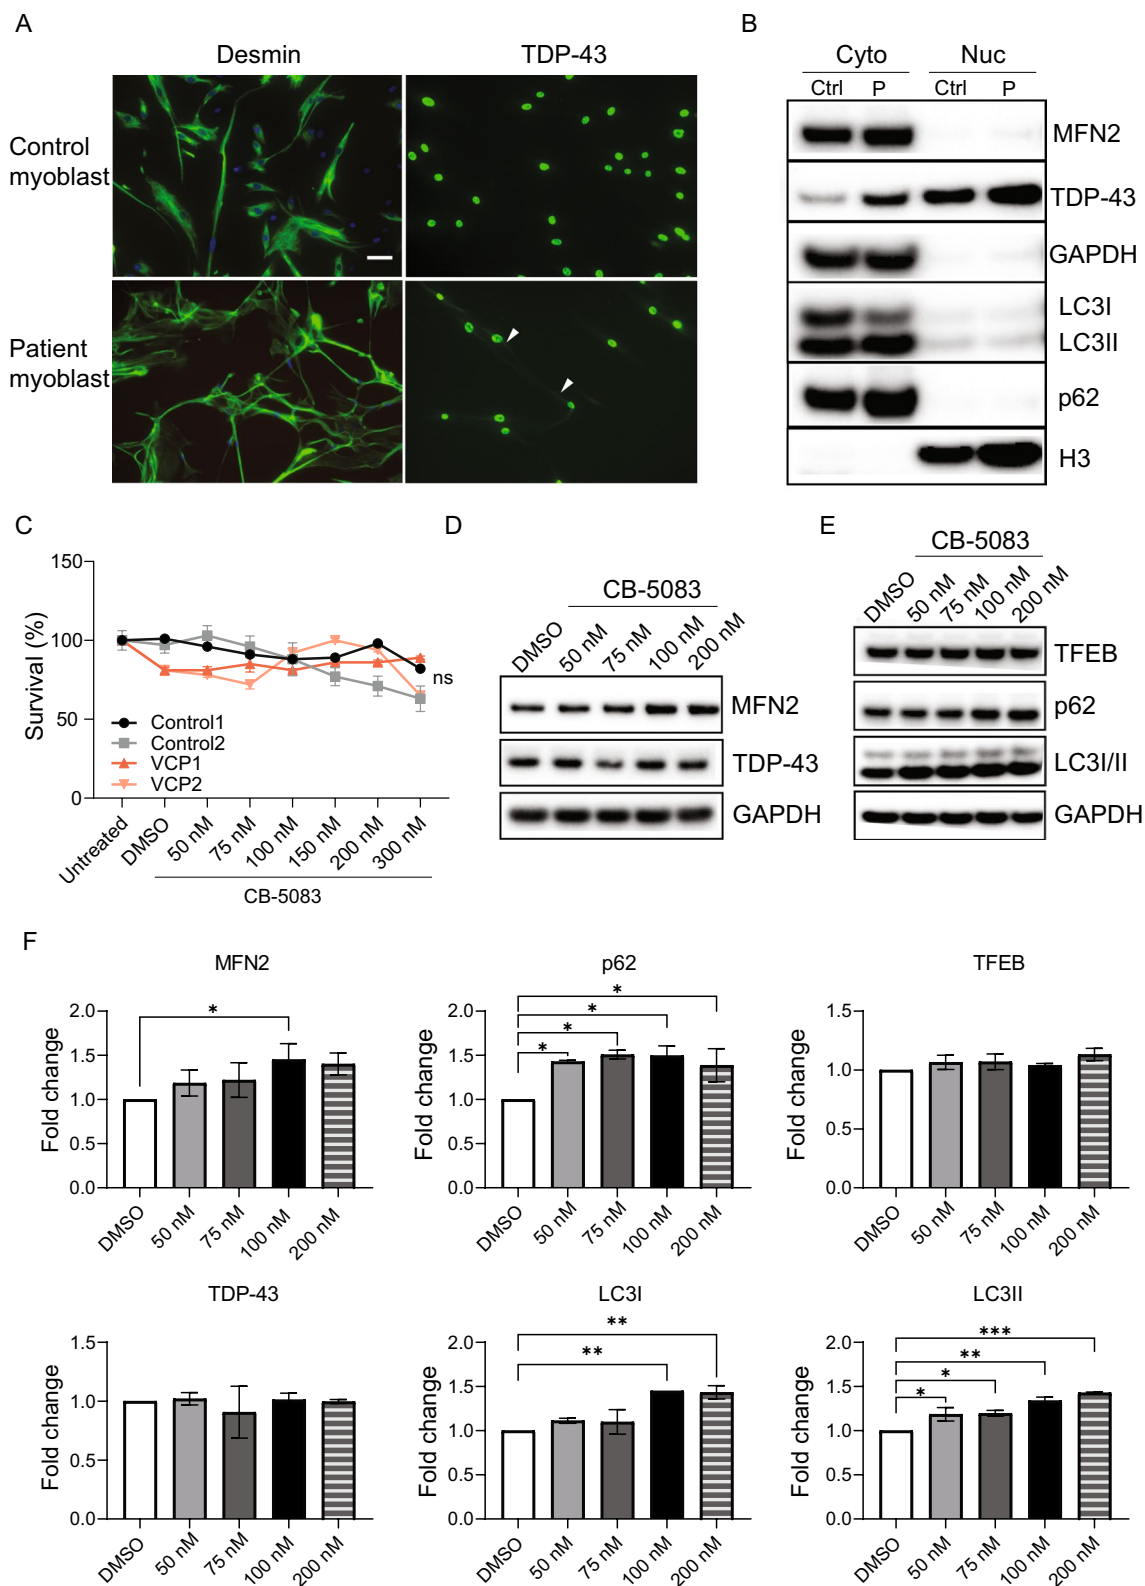 A
Desmin
TDP-43
Control
myoblast
Patient
myoblast
B
Cyto
Nuc
Ctrl
P
Ctrl
P
MFN2
TDP-43
GAPDH
LC3I
LC3II
p62
H3
C
Survival (%)
150
100
50
0
ns
Control1
Control2
VCP1
VCP2
Untreated
DMSO
50 nM
75 nM
100 nM
150 nM
200 nM
300 nM
CB-5083
D
CB-5083
DMSO
50 nM
75 nM
100 nM
200 nM
MFN2
TDP-43
GAPDH
E
CB-5083
DMSO
50 nM
75 nM
100 nM
200 nM
TFEB
p62
LC3I/II
GAPDH
F
MFN2
Fold change
2.0
1.5
1.0
0.5
0.0
*
DMSO
50 nM
75 nM
100 nM
200 nM
p62
Fold change
2.0
1.5
1.0
0.5
0.0
*
*
*
*
DMSO
50 nM
75 nM
100 nM
200 nM
TFEB
Fold change
1.5
1.0
0.5
0.0
DMSO
50 nM
75 nM
100 nM
200 nM
TDP-43
Fold change
1.5
1.0
0.5
0.0
DMSO
50 nM
75 nM
100 nM
200 nM
LC3I
Fold change
2.0
1.5
1.0
0.5
0.0
**
**
DMSO
50 nM
75 nM
100 nM
200 nM
LC3II
Fold change
2.0
1.5
1.0
0.5
0.0
***
**
*
*
DMSO
50 nM
75 nM
100 nM
200 nM